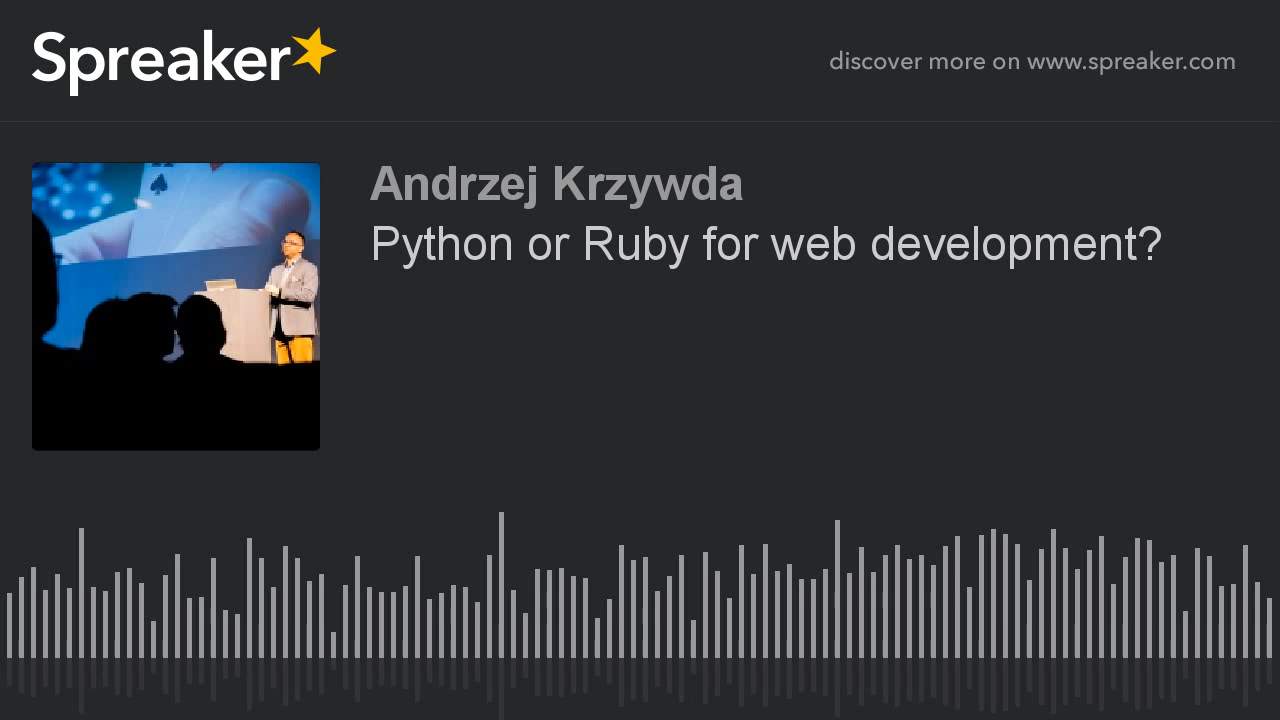 Spreaker
discover more on www.spreaker.com
Andrzej Krzywda
Python or Ruby for web development?